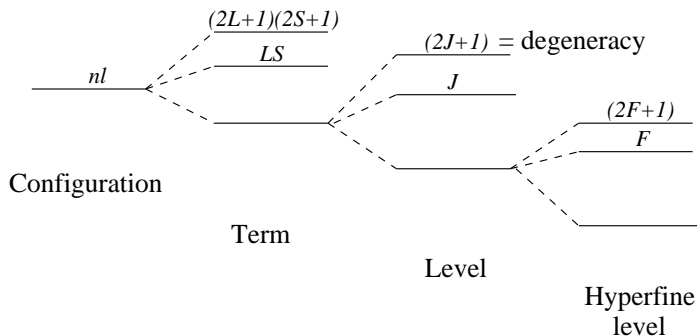 (2L+1)(2S+1)
(2J+1) = degeneracy
nl
LS
J
(2F+1)
F
Configuration
Term
Level
Hyperfine
level